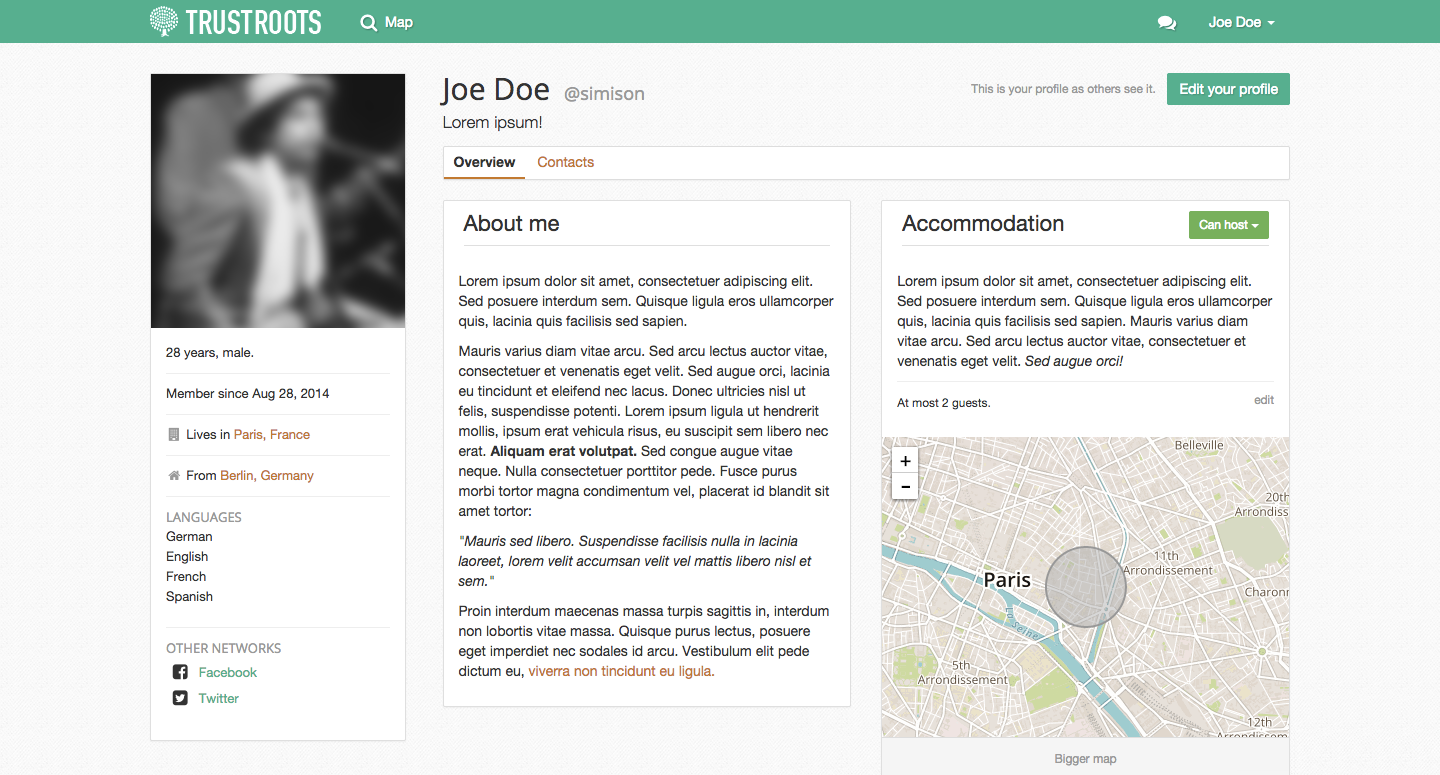 TRUSTROOTS
Map
Joe Doe
Joe Doe @simison
This is your profile as others see it.
Edit your profile
Lorem ipsum!
Overview
Contacts
28 years, male.
Member since Aug 28, 2014
Lives in Paris, France
From Berlin, Germany
LANGUAGES
German
English
French
Spanish
OTHER NETWORKS
Facebook
Twitter
About me
Lorem ipsum dolor sit amet, consectetuer adipiscing elit.
Sed posuere interdum sem. Quisque ligula eros ullamcorper
quis, lacinia quis facilisis sed sapien.
Mauris varius diam vitae arcu. Sed arcu lectus auctor vitae,
consectetuer et venenatis eget velit. Sed augue orci, lacinia
eu tincidunt et eleifend nec lacus. Donec ultricies nisl ut
felis, suspendisse potenti. Lorem ipsum ligula ut hendrerit
mollis, ipsum erat vehicula risus, eu suscipit sem libero nec
erat. Aliquam erat volutpat. Sed congue augue vitae
neque. Nulla consectetuer porttitor pede. Fusce purus
morbi tortor magna condimentum vel, placerat id blandit sit
amet tortor:
"Mauris sed libero. Suspendisse facilisis nulla in lacinia
laoreet, lorem velit accumsan velit vel mattis libero nisl et
sem."
Proin interdum maecenas massa turpis sagittis in, interdum
non lobortis vitae massa. Quisque purus lectus, posuere
eget imperdiet nec sodales id arcu. Vestibulum elit pede
dictum eu, viverra non tincidunt eu ligula.
Accommodation
Can host
Lorem ipsum dolor sit amet, consectetuer adipiscing elit.
Sed posuere interdum sem. Quisque ligula eros ullamcorper
quis, lacinia quis facilisis sed sapien. Mauris varius diam
vitae arcu. Sed arcu lectus auctor vitae, consectetuer et
venenatis eget velit. Sed augue orci!
At most 2 guests.
edit
+
-
Belleville
20th
Arrondiss
11th
Arrondissement
Paris
Charon
La Seine
5th
Arrondissement
12th
Arrondissem
Bigger map